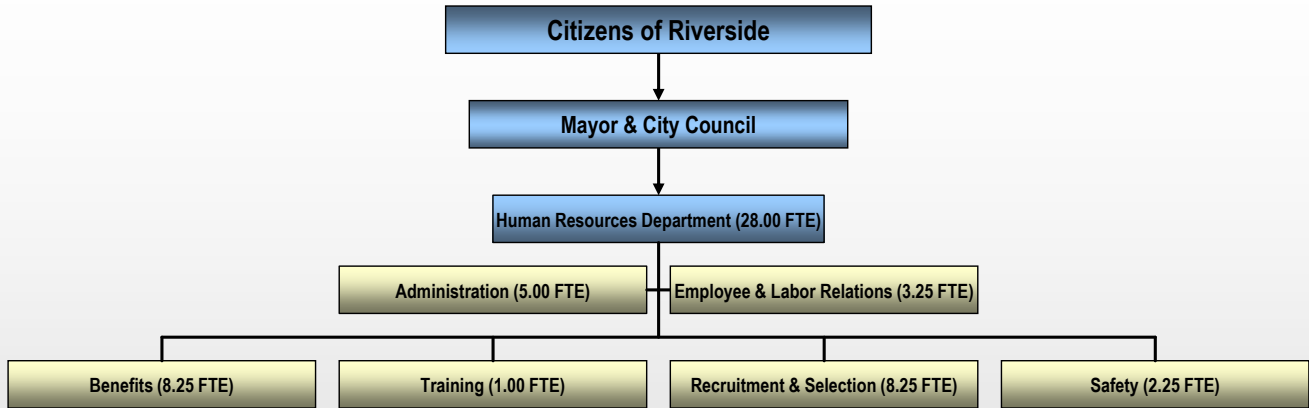 Citizens of Riverside
Mayor & City Council
Human Resources Department (28.00 FTE)
Administration (5.00 FTE)
Employee & Labor Relations (3.25 FTE)
Benefits (8.25 FTE)
Training (1.00 FTE)
Recruitment & Selection (8.25 FTE)
Safety (2.25 FTE)